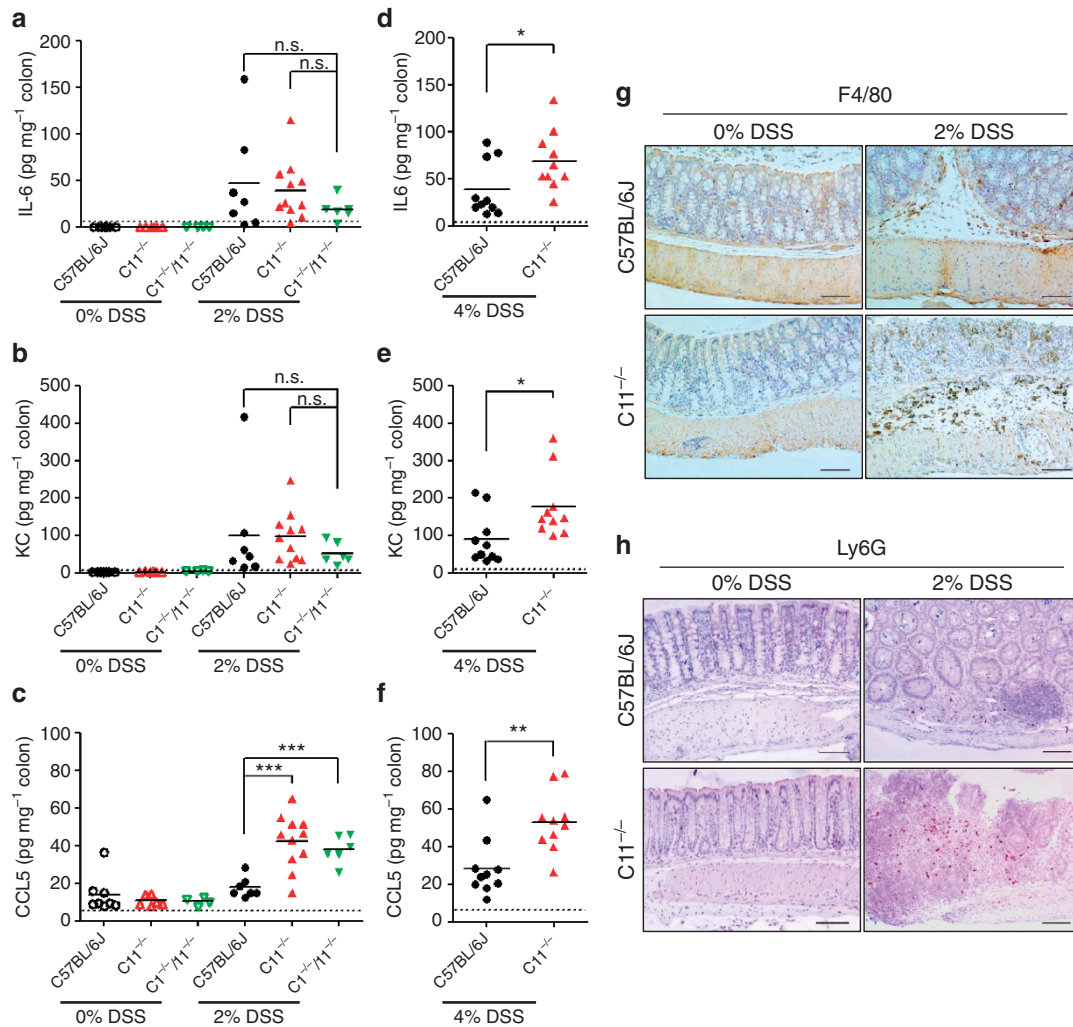 a
IL-6 (pg mg⁻¹ colon)
200
150
100
50
0
n.s.
n.s.
C57BL/6J
C11⁻/⁻
C1⁻/⁻/11⁻/⁻
C57BL/6J
C11⁻/⁻
C1⁻/⁻/11⁻/⁻
0% DSS
2% DSS
d
IL6 (pg mg⁻¹ colon)
200
150
100
50
0
*
C57BL/6J
C11⁻/⁻
4% DSS
b
KC (pg mg⁻¹ colon)
500
400
300
200
100
0
n.s.
n.s.
C57BL/6J
C11⁻/⁻
C1⁻/⁻/11⁻/⁻
C57BL/6J
C11⁻/⁻
C1⁻/⁻/11⁻/⁻
0% DSS
2% DSS
e
KC (pg mg⁻¹ colon)
500
400
300
200
100
0
*
C57BL/6J
C11⁻/⁻
4% DSS
c
CCL5 (pg mg⁻¹ colon)
100
80
60
40
20
0
***
***
C57BL/6J
C11⁻/⁻
C1⁻/⁻/11⁻/⁻
C57BL/6J
C11⁻/⁻
C1⁻/⁻/11⁻/⁻
0% DSS
2% DSS
f
CCL5 (pg mg⁻¹ colon)
100
80
60
40
20
0
**
C57BL/6J
C11⁻/⁻
4% DSS
g
F4/80
0% DSS 2% DSS
C57BL/6J
C11⁻/⁻
h
Ly6G
0% DSS 2% DSS
C57BL/6J
C11⁻/⁻